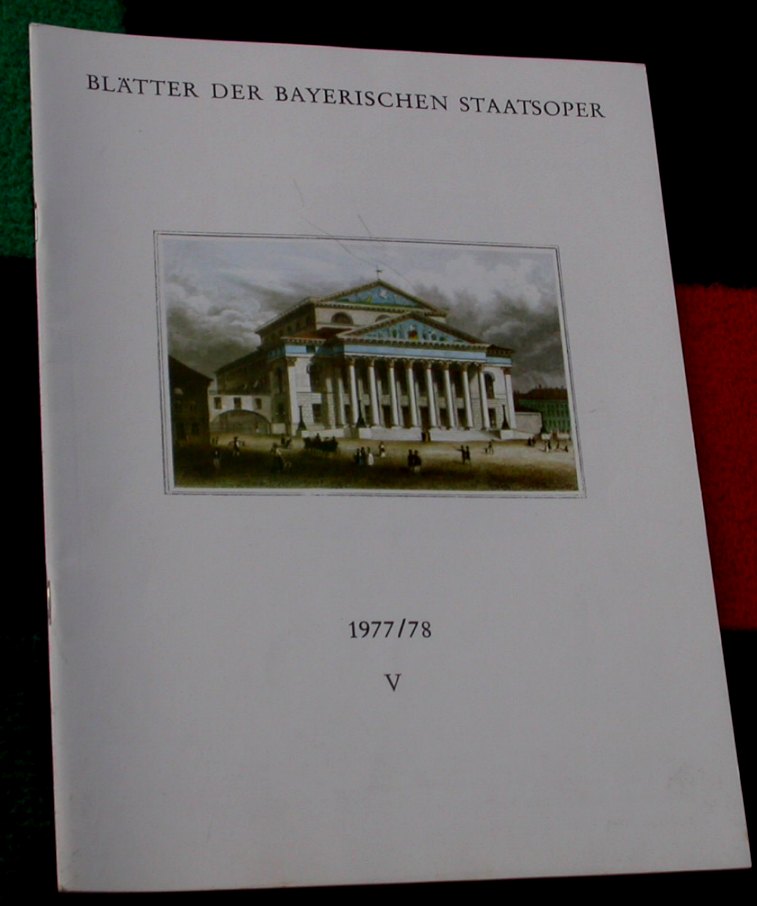 BLÄTTER DER BAYERISCHEN STAATSOPER
1977/78
V